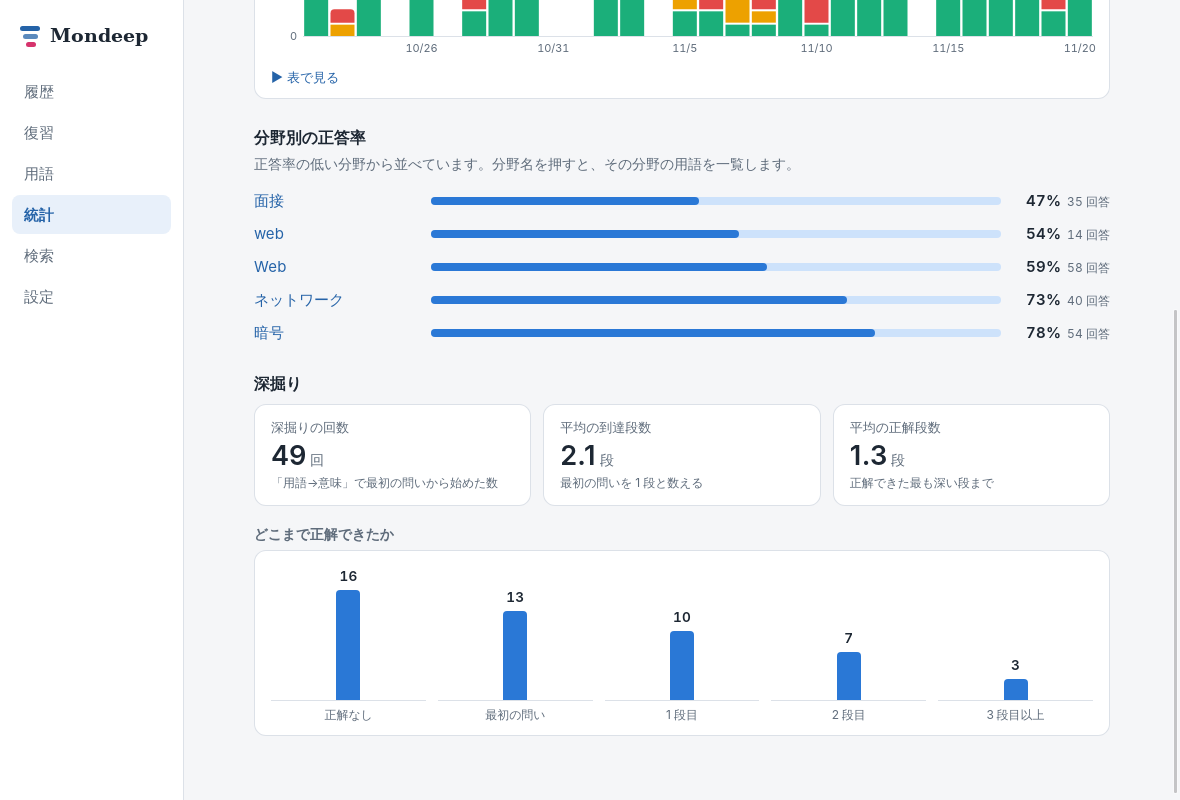 Mondeep
履歴
復習
用語
統計
検索
設定
0
10/26 10/31 11/5 11/10 11/15 11/20
▶ 表で見る
分野別の正答率
正答率の低い分野から並べています。分野名を押すと、その分野の用語を一覧します。
面接 47% 35 回答
web 54% 14 回答
Web 59% 58 回答
ネットワーク 73% 40 回答
暗号 78% 54 回答
深掘り
深掘りの回数
49 回
「用語→意味」で最初の問いから始めた数
平均の到達段数
2.1 段
最初の問いを 1 段と数える
平均の正解段数
1.3 段
正解できた最も深い段まで
どこまで正解できたか
16 13 10 7 3
正解なし 最初の問い 1 段目 2 段目 3 段目以上